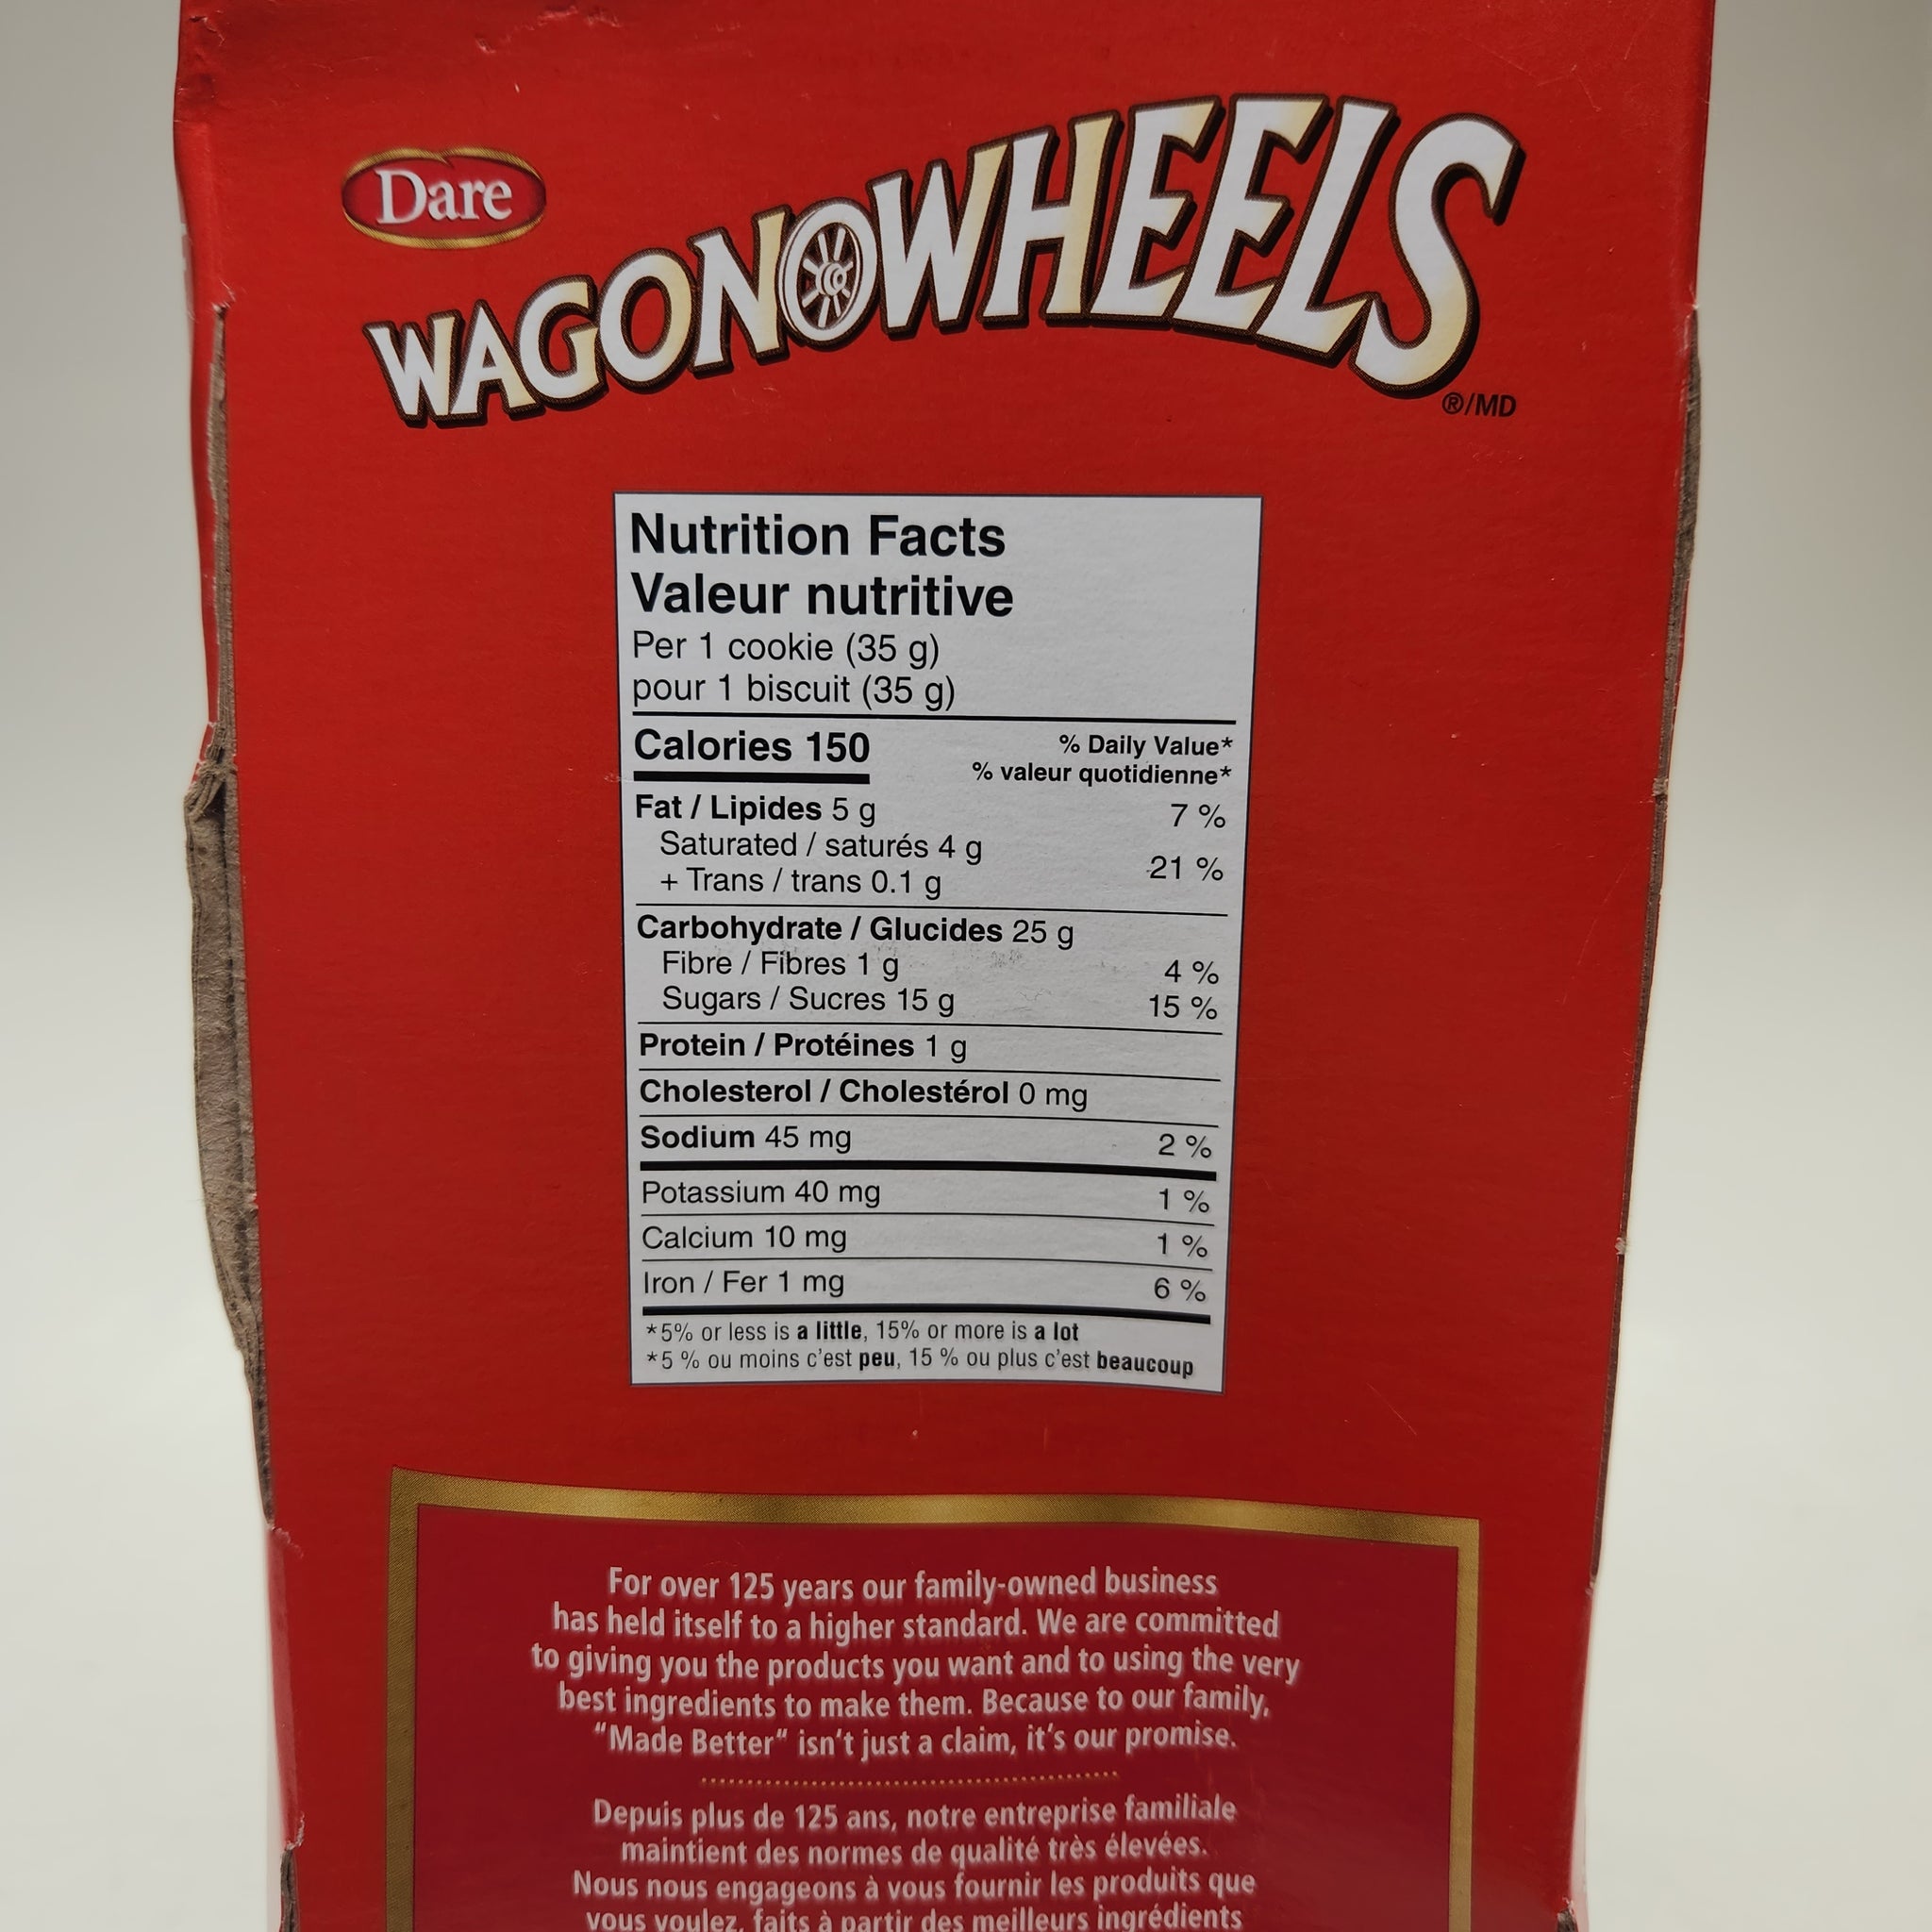 Dare
WAGON WHEELS
®/MD
Nutrition Facts
Valeur nutritive
Per 1 cookie (35 g)
pour 1 biscuit (35 g)
Calories 150
% Daily Value*
% valeur quotidienne*
Fat / Lipides 5 g 7 %
Saturated / saturés 4 g
+ Trans / trans 0.1 g 21 %
Carbohydrate / Glucides 25 g
Fibre / Fibres 1 g 4 %
Sugars / Sucres 15 g 15 %
Protein / Protéines 1 g
Cholesterol / Cholestérol 0 mg
Sodium 45 mg 2 %
Potassium 40 mg 1 %
Calcium 10 mg 1 %
Iron / Fer 1 mg 6 %
*5% or less is a little, 15% or more is a lot
*5 % ou moins c'est peu, 15 % ou plus c'est beaucoup
For over 125 years our family-owned business
has held itself to a higher standard. We are committed
to giving you the products you want and to using the very
best ingredients to make them. Because to our family,
"Made Better" isn't just a claim, it's our promise.
Depuis plus de 125 ans, notre entreprise familiale
maintient des normes de qualité très élevées.
Nous nous engageons à vous fournir les produits que
vous voulez, faits à partir des meilleurs ingrédients